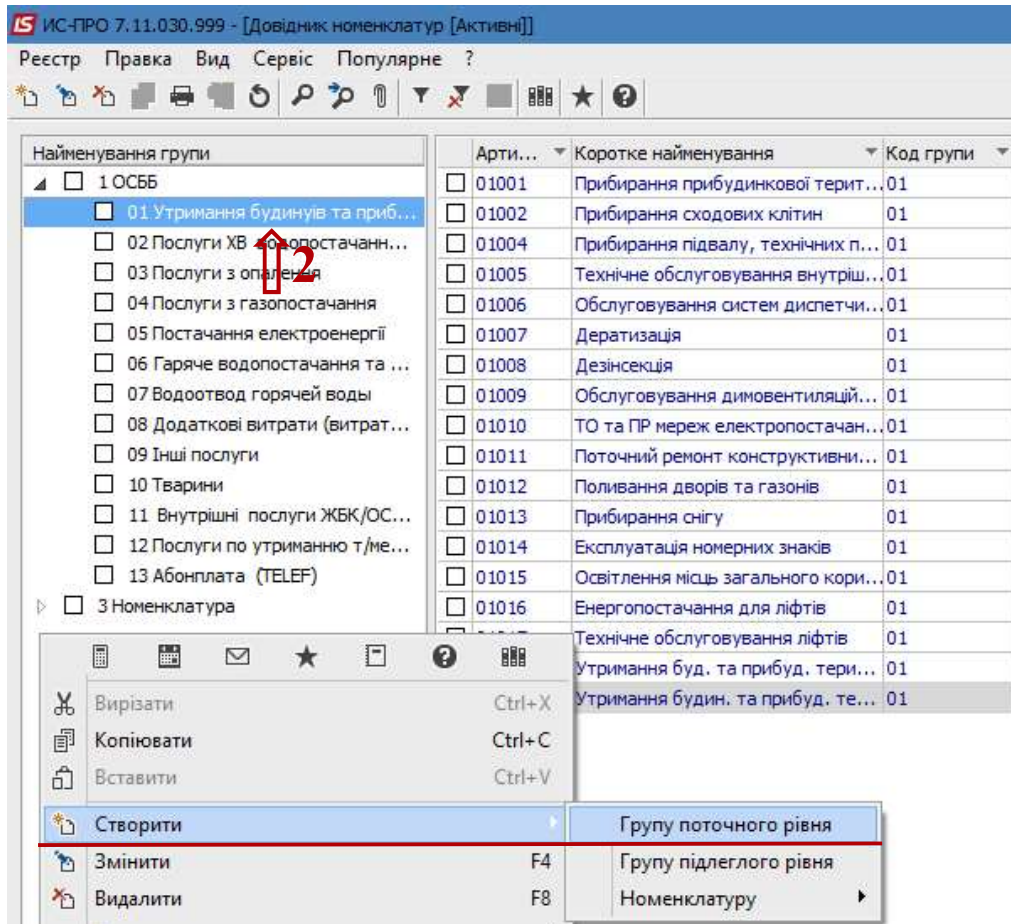 ИС-ПРО 7.11.030.999 - [Довідник номенклатур [Активні]]
Реєстр Правка Вид Сервіс Популярне ?
Найменування групи
1 ОСББ
01 Утримання будинуїв та приб...
02 Послуги ХВ водопостачанн...
03 Послуги з опалення
04 Послуги з газопостачання
05 Постачання електроенергії
06 Гаряче водопостачання та ...
07 Водоотвод горячей воды
08 Додаткові витрати (витрат...
09 Інші послуги
10 Тварини
11 Внутрішні послуги ЖБК/ОС...
12 Послуги по утриманню т/ме...
13 Абонплата (TELEF)
3 Номенклатура
2
Арти... Коротке найменування Код групи
01001 Прибирання прибудинкової терит... 01
01002 Прибирання сходових клітин 01
01004 Прибирання підвалу, технічних п... 01
01005 Технічне обслуговування внутріш... 01
01006 Обслуговування систем диспетчи... 01
01007 Дератизація 01
01008 Дезінсекція 01
01009 Обслуговування димовентиляцій... 01
01010 ТО та ПР мереж електропостачан... 01
01011 Поточний ремонт конструктивни... 01
01012 Поливання дворів та газонів 01
01013 Прибирання снігу 01
01014 Експлуатація номерних знаків 01
01015 Освітлення місць загального кори... 01
01016 Енергопостачання для ліфтів 01
Технічне обслуговування ліфтів 01
Утримання буд. та прибуд. тери... 01
Утримання будин. та прибуд. те... 01
Вирізати Ctrl+X
Копіювати Ctrl+C
Вставити Ctrl+V
Створити
Змінити F4
Видалити F8
Групу поточного рівня
Групу підлеглого рівня
Номенклатуру